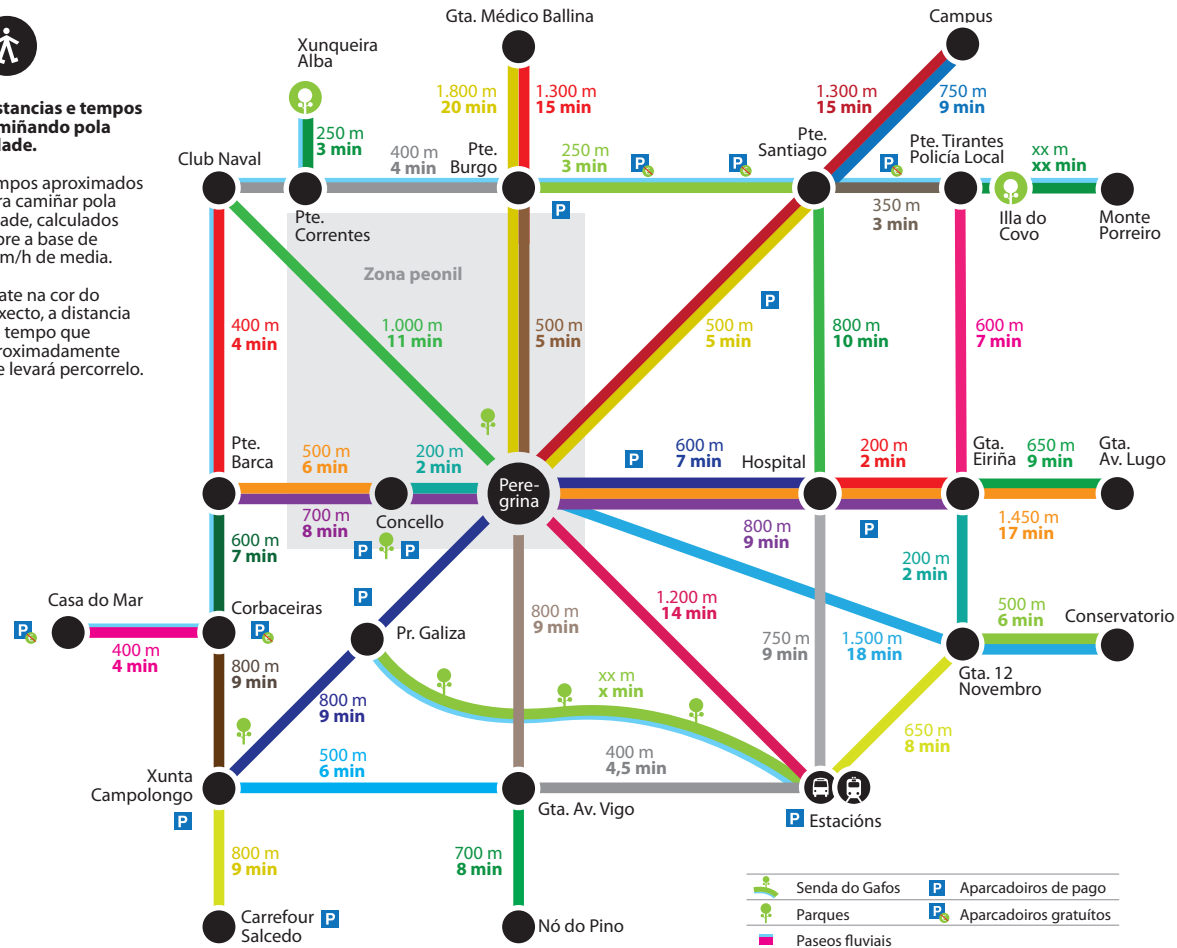 Gta. Médico Ballina
Campus
Xunqueira
Alba
1.800 m
20 min
1.300 m
15 min
1.300 m
15 min
750 m
9 min
250 m
3 min
Club Naval
400 m
4 min
Pte.
Burgo
250 m
3 min
P
P
Pte.
Santiago
P
Pte. Tirantes
Policía Local
xx m
xx min
Pte.
Correntes
P
350 m
3 min
Illa do
Covo
Monte
Porreiro
Zona peonil
400 m
4 min
1.000 m
11 min
500 m
5 min
500 m
5 min
P
800 m
10 min
600 m
7 min
Pte.
Barca
500 m
6 min
200 m
2 min
Pere-
grina
P
600 m
7 min
Hospital
200 m
2 min
Gta.
Eiriña
650 m
9 min
Gta.
Av. Lugo
700 m
8 min
Concello
P
P
800 m
9 min
P
1.450 m
17 min
600 m
7 min
200 m
2 min
Casa do Mar
P
400 m
4 min
Corbaceiras
P
P
Pr. Galiza
800 m
9 min
1.200 m
14 min
750 m
9 min
1.500 m
18 min
500 m
6 min
Conservatorio
Gta. 12
Novembro
800 m
9 min
800 m
9 min
xx m
x min
650 m
8 min
Xunta
Campolongo
P
500 m
6 min
400 m
4,5 min
Gta. Av. Vigo
P
Estacións
800 m
9 min
700 m
8 min
Carrefour
Salcedo
P
Nó do Pino
Senda do Gafos
P
Aparcadoiros de pago
Parques
P
Aparcadoiros gratuítos
Paseos fluviais
stancias e tempos
miñando pola
dade.
mpos aproximados
ra camiñar pola
dade, calculados
bre a base de
m/h de media.
ate na cor do
xecto, a distancia
tempo que
roximadamente
e levará percorrelo.